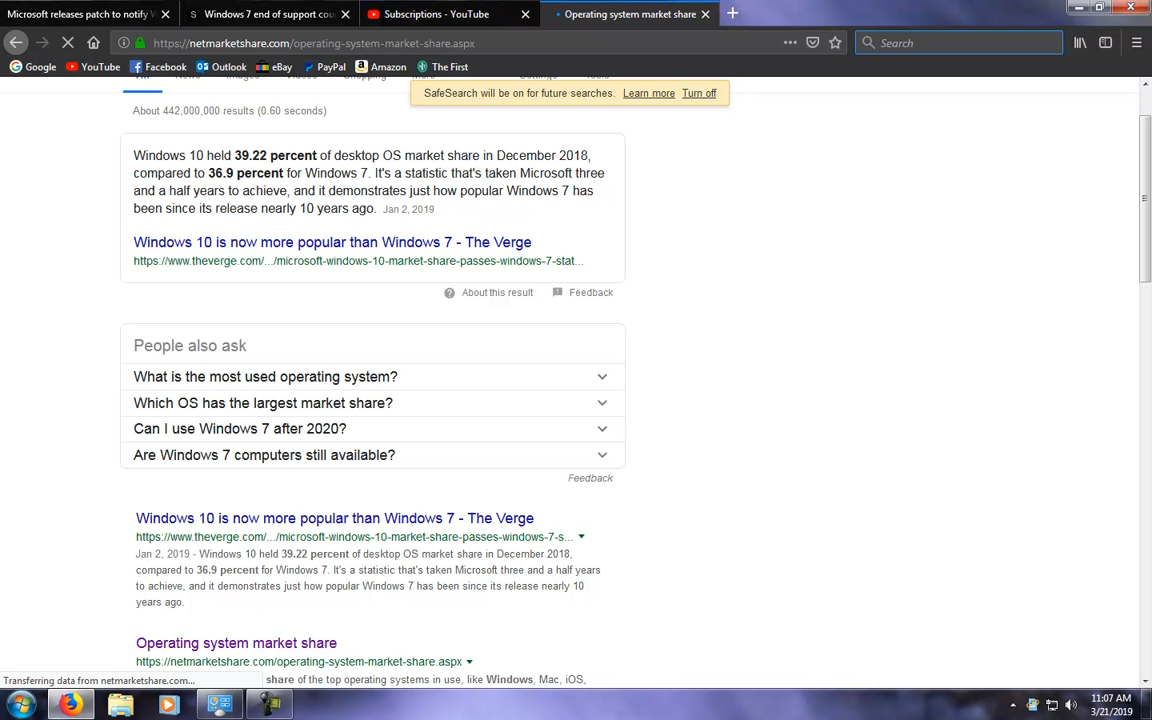 Microsoft releases patch to notify W
Windows 7 end of support cou
Subscriptions - YouTube
Operating system market share
https://netmarketshare.com/operating-system-market-share.aspx
Search
Google
YouTube
Facebook
Outlook
eBay
PayPal
Amazon
The First
SafeSearch will be on for future searches. Learn more Turn off
About 442,000,000 results (0.60 seconds)
Windows 10 held 39.22 percent of desktop OS market share in December 2018,
compared to 36.9 percent for Windows 7. It's a statistic that's taken Microsoft three
and a half years to achieve, and it demonstrates just how popular Windows 7 has
been since its release nearly 10 years ago. Jan 2, 2019
Windows 10 is now more popular than Windows 7 - The Verge
https://www.theverge.com/.../microsoft-windows-10-market-share-passes-windows-7-stat...
About this result
Feedback
People also ask
What is the most used operating system?
Which OS has the largest market share?
Can I use Windows 7 after 2020?
Are Windows 7 computers still available?
Feedback
Windows 10 is now more popular than Windows 7 - The Verge
https://www.theverge.com/.../microsoft-windows-10-market-share-passes-windows-7-s...
Jan 2, 2019 - Windows 10 held 39.22 percent of desktop OS market share in December 2018,
compared to 36.9 percent for Windows 7. It's a statistic that's taken Microsoft three and a half years
to achieve, and it demonstrates just how popular Windows 7 has been since its release nearly 10
years ago.
Operating system market share
https://netmarketshare.com/operating-system-market-share.aspx
Transferring data from netmarketshare.com...
share of the top operating systems in use, like Windows, Mac, iOS,
11:07 AM
3/21/2019